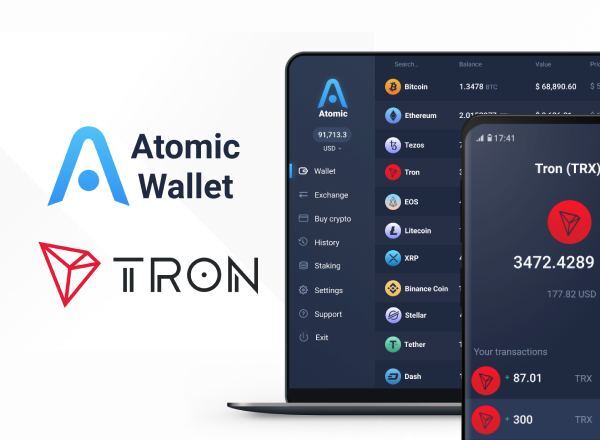 Atomic
Wallet
TRON
Search...
Balance
Value
Atomic
91,713.3
USD
Wallet
Exchange
Buy crypto
History
Staking
Settings
Support
Exit
Bitcoin
1.3478 BTC
$ 68,890.60
Ethereum
Tezos
Tron
EOS
Litecoin
XRP
Binance Coin
Stellar
Tether
Dash
17:41
Tron (TRX)
3472.4289
177.82 USD
Your transactions
+ 87.01 TRX
+ 300 TRX